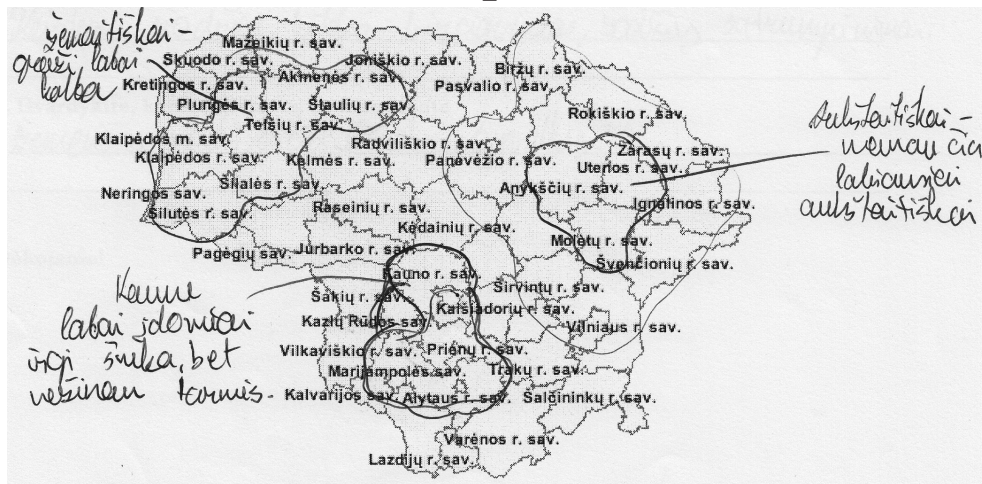 žemaitiškai -
graži labai
kalba
Mažeikių r. sav.
Skuodo r. sav.
Joniškio r. sav.
Akmenės r. sav.
Biržų r. sav.
Kretingos r. sav.
Pasvalio r. sav.
Plungės r. sav.
Šiaulių r. sav.
Rokiškio r. sav.
Telšių r. sav.
Klaipėdos m. sav.
Radviliškio r. sav.
Zarasų r. sav.
Klaipėdos r. sav.
Kelmės r. sav.
Panevėžio r. sav.
Utenos r. sav.
Šilalės r. sav.
Anykščių r. sav.
Neringos sav.
Ignalinos r. sav.
Šilutės r. sav.
Raseinių r. sav.
Kėdainių r. sav.
Molėtų r. sav.
Pagėgių sav.
Jurbarko r. sav.
Švenčionių r. sav.
Kauno r. sav.
Širvintų r. sav.
Šakių r. sav.
Kaišiadorių r. sav.
Kazlų Rūdos sav.
Vilniaus r. sav.
Vilkaviškio r. sav.
Prienų r. sav.
Marijampolės sav.
Trakų r. sav.
Kalvarijos sav.
Alytaus r. sav.
Šalčininkų r. sav.
Varėnos r. sav.
Lazdijų r. sav.
Aukštaitiškai -
manau čia
labiausiai
aukštaitiškai
Kaune
labai įdomiai
irgi šneka, bet
nežinau tarmės.